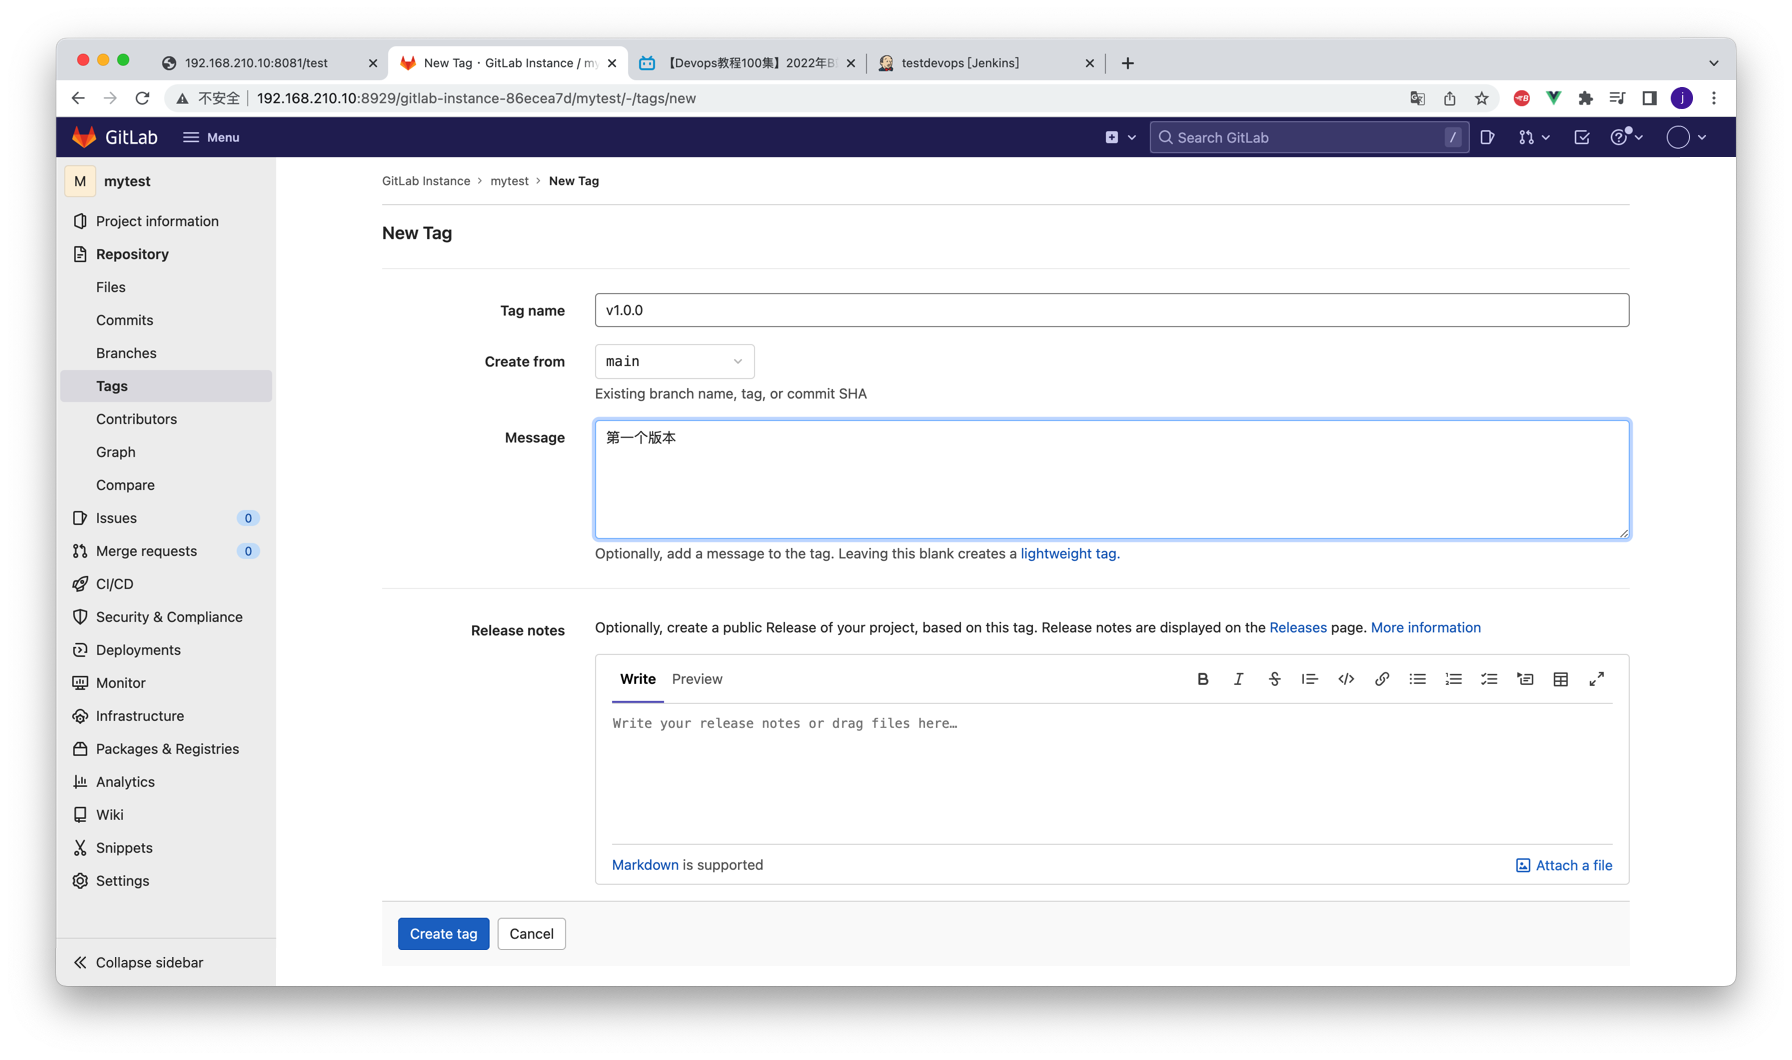 192.168.210.10:8081/test
New Tag · GitLab Instance / my
【Devops教程100集】2022年B
testdevops [Jenkins]
不安全
192.168.210.10:8929/gitlab-instance-86ecea7d/mytest/-/tags/new
j
GitLab
Menu
Search GitLab
/
M
mytest
Project information
Repository
Files
Commits
Branches
Tags
Contributors
Graph
Compare
Issues
0
Merge requests
0
CI/CD
Security & Compliance
Deployments
Monitor
Infrastructure
Packages & Registries
Analytics
Wiki
Snippets
Settings
Collapse sidebar
GitLab Instance › mytest › New Tag
New Tag
Tag name
v1.0.0
Create from
main
Existing branch name, tag, or commit SHA
Message
第一个版本
Optionally, add a message to the tag. Leaving this blank creates a lightweight tag.
Release notes
Optionally, create a public Release of your project, based on this tag. Release notes are displayed on the Releases page. More information
Write
Preview
Write your release notes or drag files here…
Markdown is supported
Attach a file
Create tag
Cancel